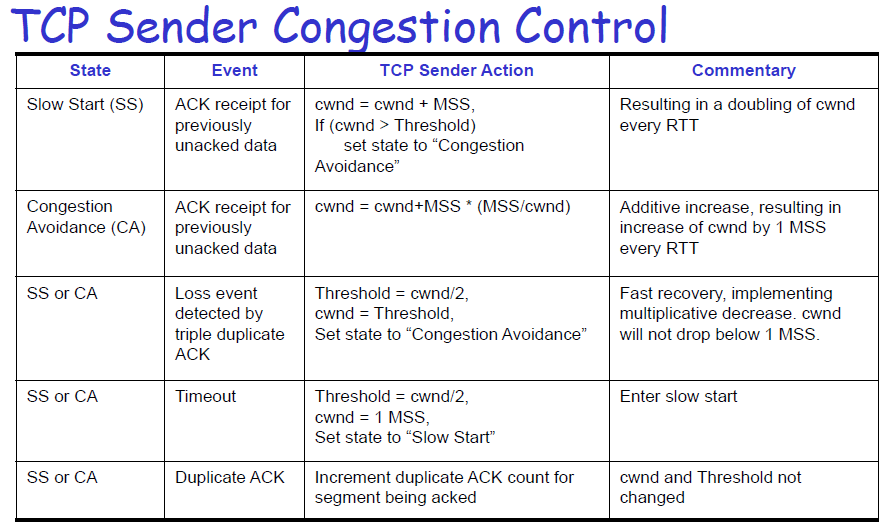 TCP Sender Congestion Control
State Event TCP Sender Action Commentary
Slow Start (SS)
ACK receipt for
previously
unacked data
cwnd = cwnd + MSS,
If (cwnd > Threshold)
set state to “Congestion
Avoidance”
Resulting in a doubling of cwnd
every RTT
Congestion
Avoidance (CA)
ACK receipt for
previously
unacked data
cwnd = cwnd+MSS * (MSS/cwnd)
Additive increase, resulting in
increase of cwnd by 1 MSS
every RTT
SS or CA
Loss event
detected by
triple duplicate
ACK
Threshold = cwnd/2,
cwnd = Threshold,
Set state to “Congestion Avoidance”
Fast recovery, implementing
multiplicative decrease. cwnd
will not drop below 1 MSS.
SS or CA
Timeout
Threshold = cwnd/2,
cwnd = 1 MSS,
Set state to “Slow Start”
Enter slow start
SS or CA
Duplicate ACK
Increment duplicate ACK count for
segment being acked
cwnd and Threshold not
changed